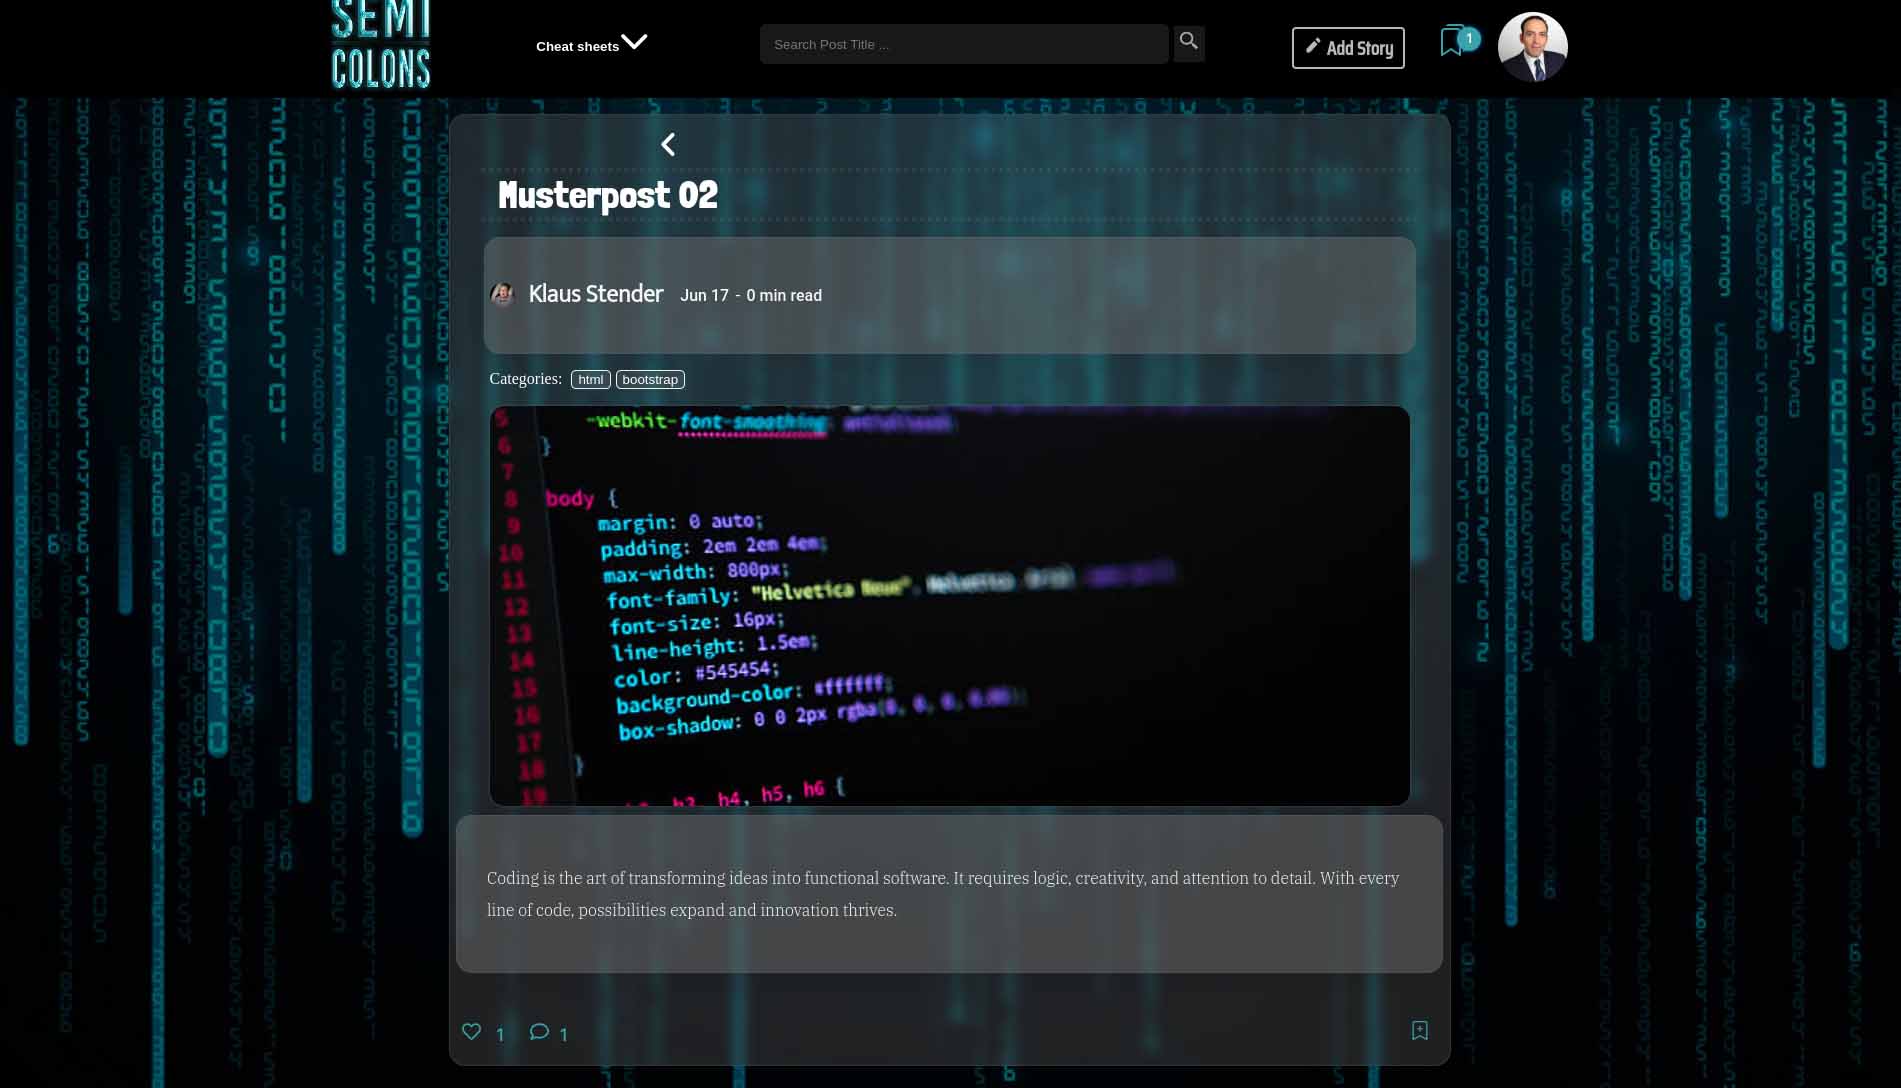 SEMI
COLONS
Cheat sheets
Search Post Title ...
Add Story
1
Musterpost 02
Klaus Stender
Jun 17 - 0 min read
Categories: html bootstrap
5 -webkit-font-smoothing
6 }
7
8 body {
9 margin: 0 auto;
10 padding: 2em 2em 4em;
11 max-width: 800px;
12 font-family: "Helvetica Neue", Helvetica
13 font-size: 16px;
14 line-height: 1.5em;
15 color: #545454;
16 background-color: #ffffff;
17 box-shadow: 0 0 2px rgba(0, 0, 0,
18 }
19 h3, h4, h5, h6 {
Coding is the art of transforming ideas into functional software. It requires logic, creativity, and attention to detail. With every
line of code, possibilities expand and innovation thrives.
1 1